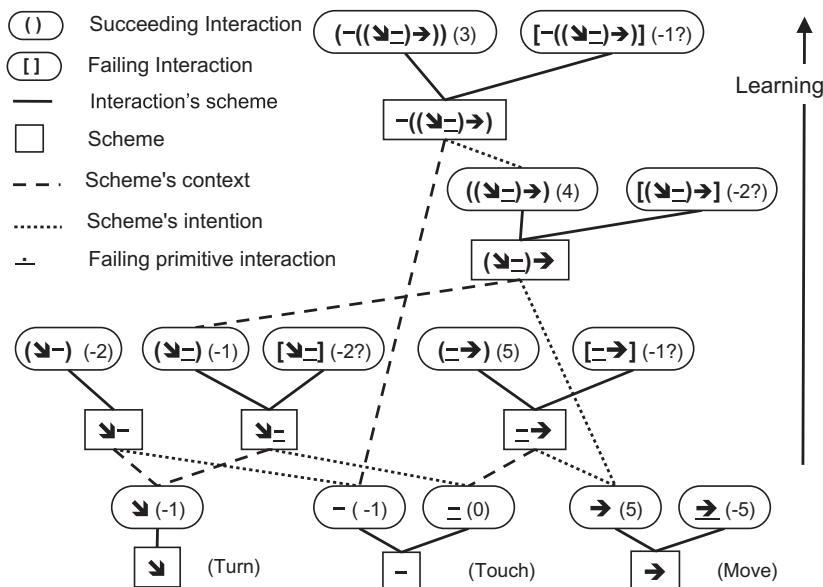 ( ) Succeeding Interaction
[ ] Failing Interaction
Interaction's scheme
Scheme
Scheme's context
Scheme's intention
Failing primitive interaction
Learning
(–((➘<u>–</u>)➔)) (3) [–((➘<u>–</u>)➔)] (-1?)
–((➘<u>–</u>)➔)
((➘<u>–</u>)➔) (4) [(➘<u>–</u>)➔] (-2?)
(➘<u>–</u>)➔
(➘–) (-2) (➘<u>–</u>) (-1) [➘<u>–</u>] (-2?) (<u>–</u>➔) (5) [<u>–</u>➔] (-1?)
➘– ➘<u>–</u> <u>–</u>➔
➘ (-1) – ( -1) <u>–</u> (0) ➔ (5) <u>➔</u> (-5)
➘ (Turn) – (Touch) ➔ (Move)